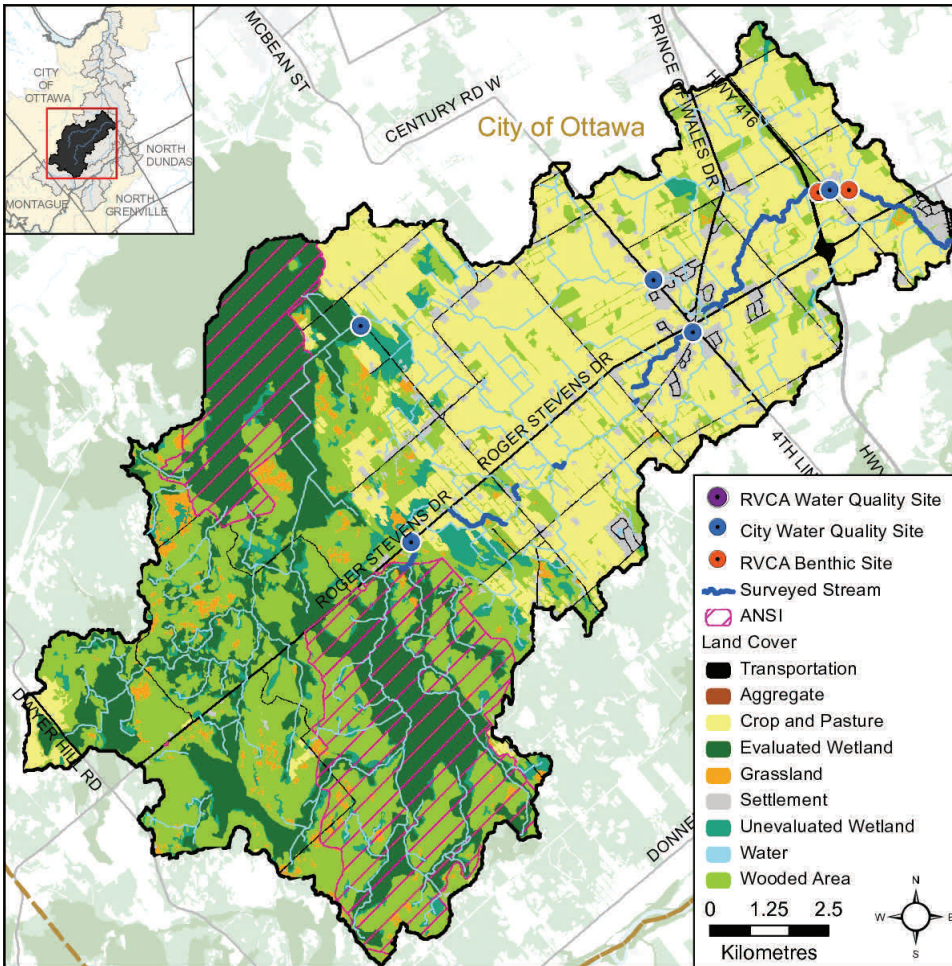 CITY OF
OTTAWA
NORTH
DUNDAS
MONTAGUE
NORTH
GRENVILLE
MCBEAN ST
CENTURY RD W
PRINCE OF WALES DR
HWY 416
City of Ottawa
ROGER STEVENS DR
ROGER STEVENS DR
4TH LIN
HWY
DWYER HILL RD
DONNE
RVCA Water Quality Site
City Water Quality Site
RVCA Benthic Site
Surveyed Stream
ANSI
Land Cover
Transportation
Aggregate
Crop and Pasture
Evaluated Wetland
Grassland
Settlement
Unevaluated Wetland
Water
Wooded Area
0 1.25 2.5
Kilometres
N
W E
S